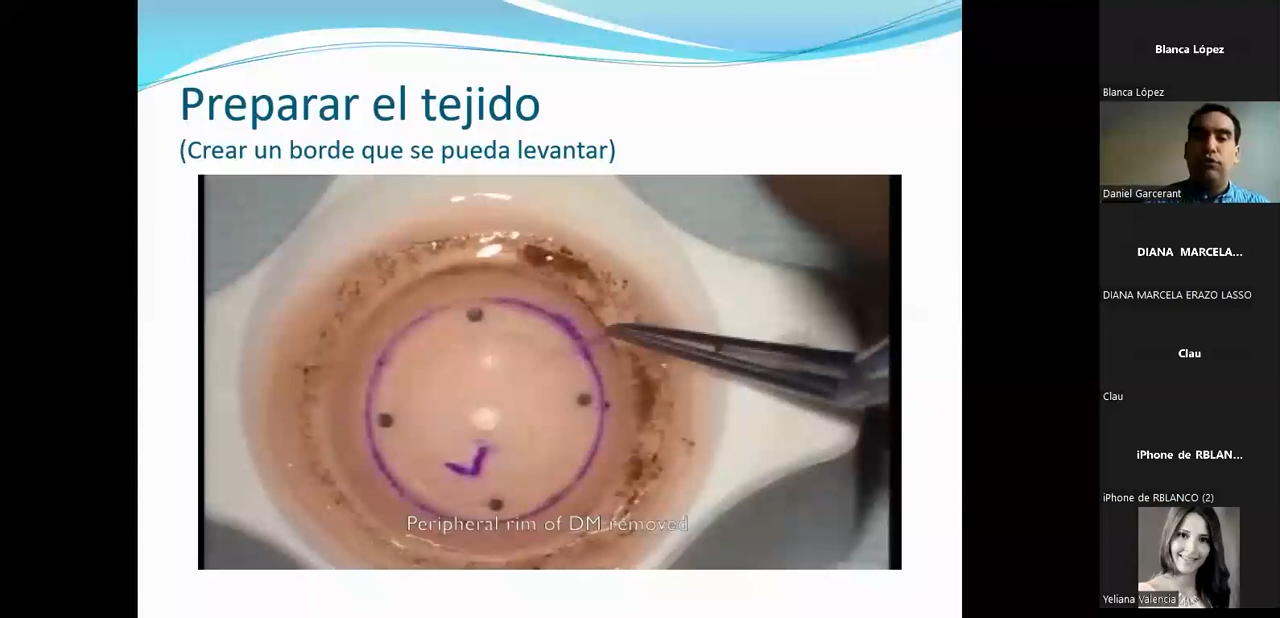 Preparar el tejido
(Crear un borde que se pueda levantar)
Peripheral rim of DM removed
Blanca López
Blanca López
Daniel Garcerant
DIANA MARCELA...
DIANA MARCELA ERAZO LASSO
Clau
Clau
iPhone de RBLAN...
iPhone de RBLANCO (2)
Yeliana Valencia